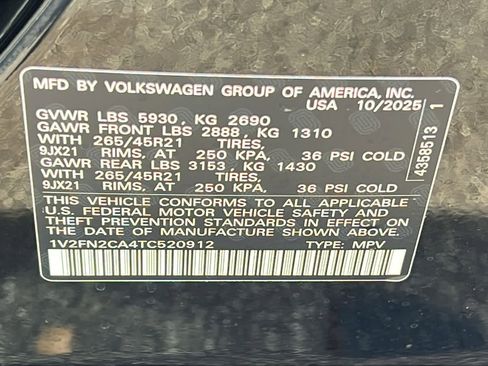 MFD BY VOLKSWAGEN GROUP OF AMERICA, INC.
USA 10/2025
GVWR LBS 5930, KG 2690
GAWR FRONT LBS 2888, KG 1310
WITH 265/45R21 TIRES,
9JX21 RIMS, AT 250 KPA, 36 PSI COLD
GAWR REAR LBS 3153, KG 1430
WITH 265/45R21 TIRES,
9JX21 RIMS, AT 250 KPA, 36 PSI COLD
THIS VEHICLE CONFORMS TO ALL APPLICABLE
U.S. FEDERAL MOTOR VEHICLE SAFETY AND
THEFT PREVENTION STANDARDS IN EFFECT ON
THE DATE OF MANUFACTURE SHOWN ABOVE.
1V2FN2CA4TC520912 TYPE: MPV
4358513 1